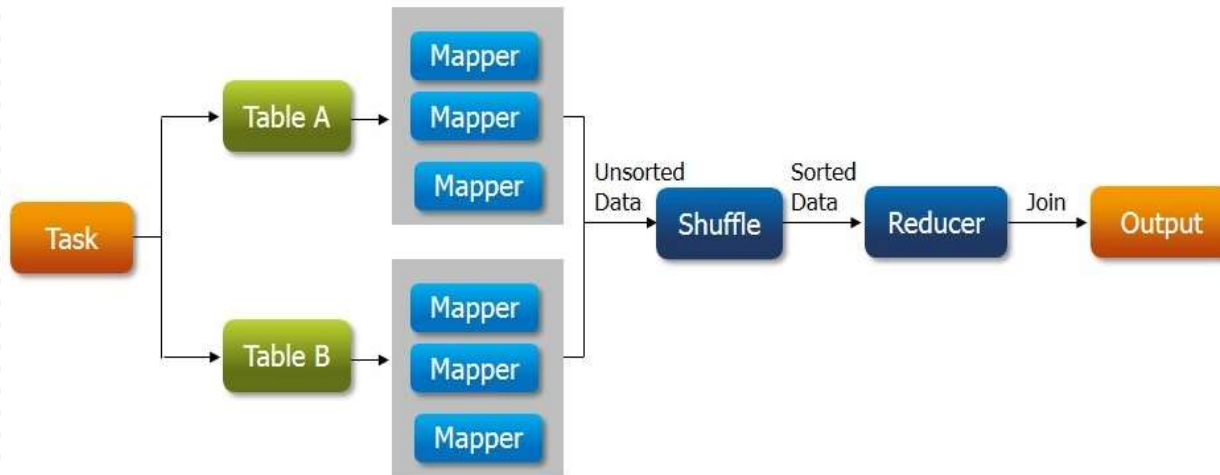 Task
Table A
Mapper
Mapper
Mapper
Table B
Mapper
Mapper
Mapper
Unsorted
Data
Shuffle
Sorted
Data
Reducer
Join
Output